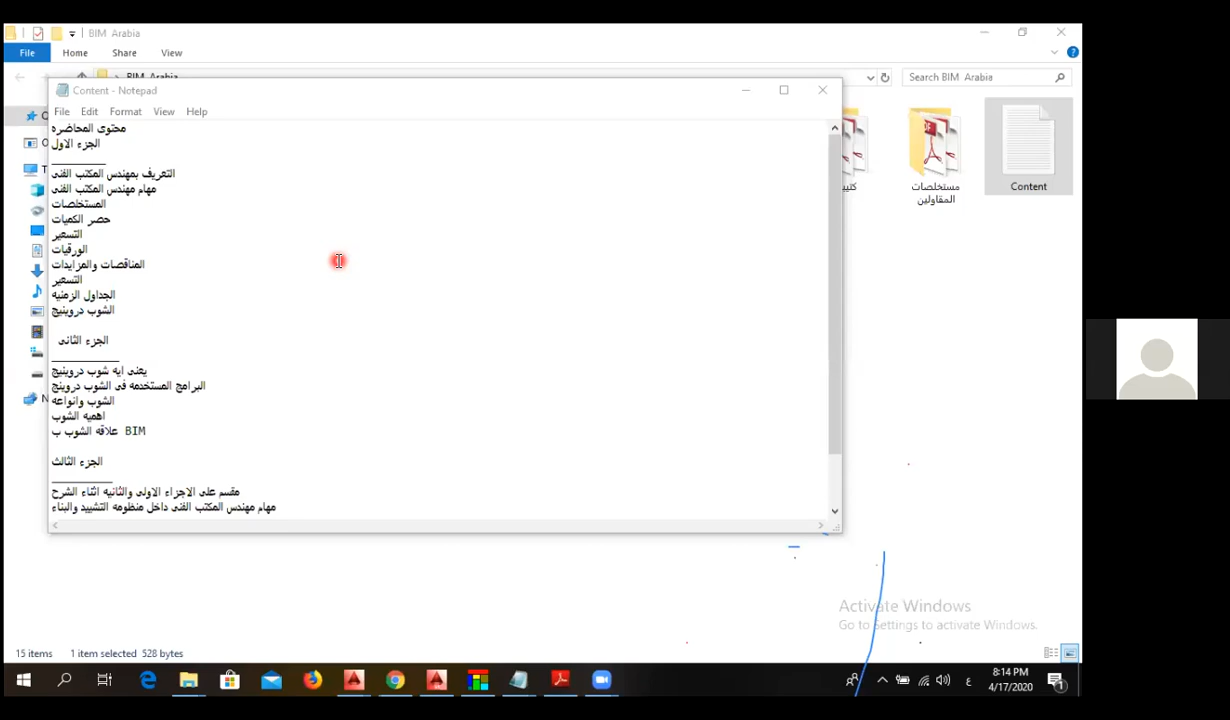 BIM Arabia
File Home Share View
BIM Arabia
Search BIM Arabia
Content - Notepad
File Edit Format View Help
محتوى المحاضره
الجزء الاول
التعريف بمهندس المكتب الفنى
مهام مهندس المكتب الفنى
المستخلصات
حصر الكميات
التسعير
الورقيات
المناقصات والمزايدات
التسعير
الجداول الزمنيه
الشوب دروينيج
الجزء الثانى
يعنى ايه شوب دروينيج
البرامج المستخدمه فى الشوب دروينج
الشوب وانواعه
اهميه الشوب
علاقه الشوب ب BIM
الجزء الثالث
مقسم على الاجزاء الاولى والثانيه اثناء الشرح
مهام مهندس المكتب الفنى داخل منظومه التشييد والبناء
مستخلصات
المقاولين
Content
Activate Windows
Go to Settings to activate Windows.
15 items 1 item selected 528 bytes
8:14 PM
4/17/2020
ع
1